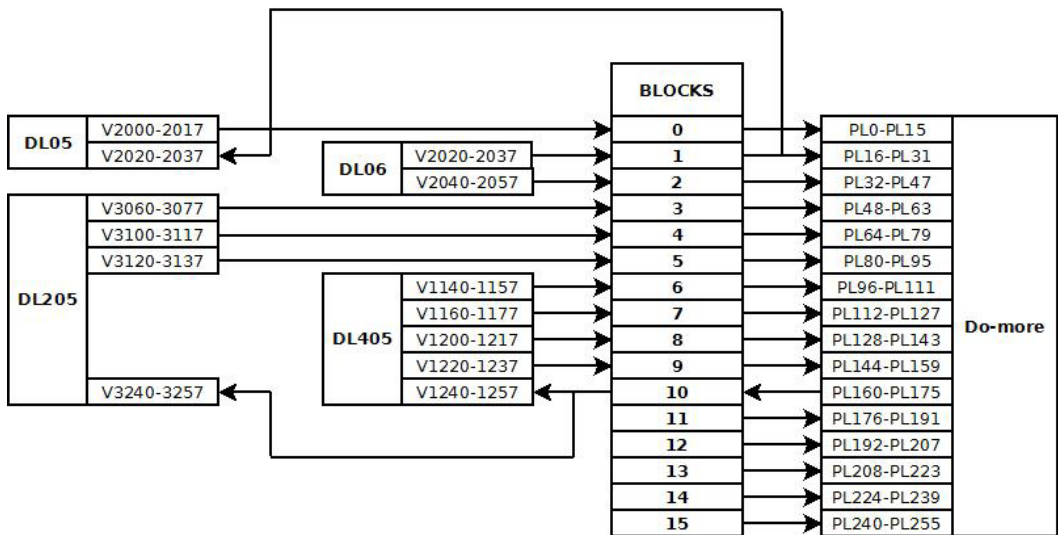 BLOCKS
DL05
V2000-2017
0
PL0-PL15
V2020-2037
DL06
V2020-2037
1
PL16-PL31
V2040-2057
2
PL32-PL47
DL205
V3060-3077
3
PL48-PL63
V3100-3117
4
PL64-PL79
V3120-3137
5
PL80-PL95
DL405
V1140-1157
6
PL96-PL111
V1160-1177
7
PL112-PL127
Do-more
V1200-1217
8
PL128-PL143
V1220-1237
9
PL144-PL159
V3240-3257
V1240-1257
10
PL160-PL175
11
PL176-PL191
12
PL192-PL207
13
PL208-PL223
14
PL224-PL239
15
PL240-PL255